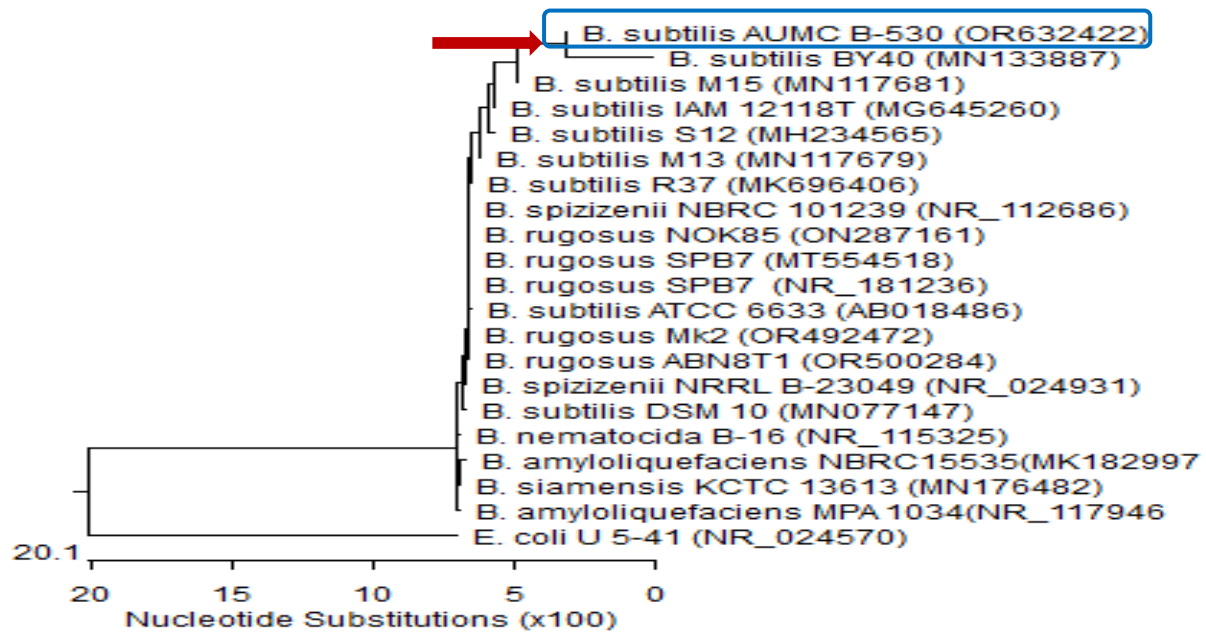 B. subtilis AUMC B-530 (OR632422)
B. subtilis BY40 (MN133887)
B. subtilis M15 (MN117681)
B. subtilis IAM 12118T (MG645260)
B. subtilis S12 (MH234565)
B. subtilis M13 (MN117679)
B. subtilis R37 (MK696406)
B. spizizenii NBRC 101239 (NR_112686)
B. rugosus NOK85 (ON287161)
B. rugosus SPB7 (MT554518)
B. rugosus SPB7 (NR_181236)
B. subtilis ATCC 6633 (AB018486)
B. rugosus Mk2 (OR492472)
B. rugosus ABN8T1 (OR500284)
B. spizizenii NRRL B-23049 (NR_024931)
B. subtilis DSM 10 (MN077147)
B. nematocida B-16 (NR_115325)
B. amyloliquefaciens NBRC15535(MK182997
B. siamensis KCTC 13613 (MN176482)
B. amyloliquefaciens MPA 1034(NR_117946
E. coli U 5-41 (NR_024570)
20.1
20 15 10 5 0
Nucleotide Substitutions (x100)